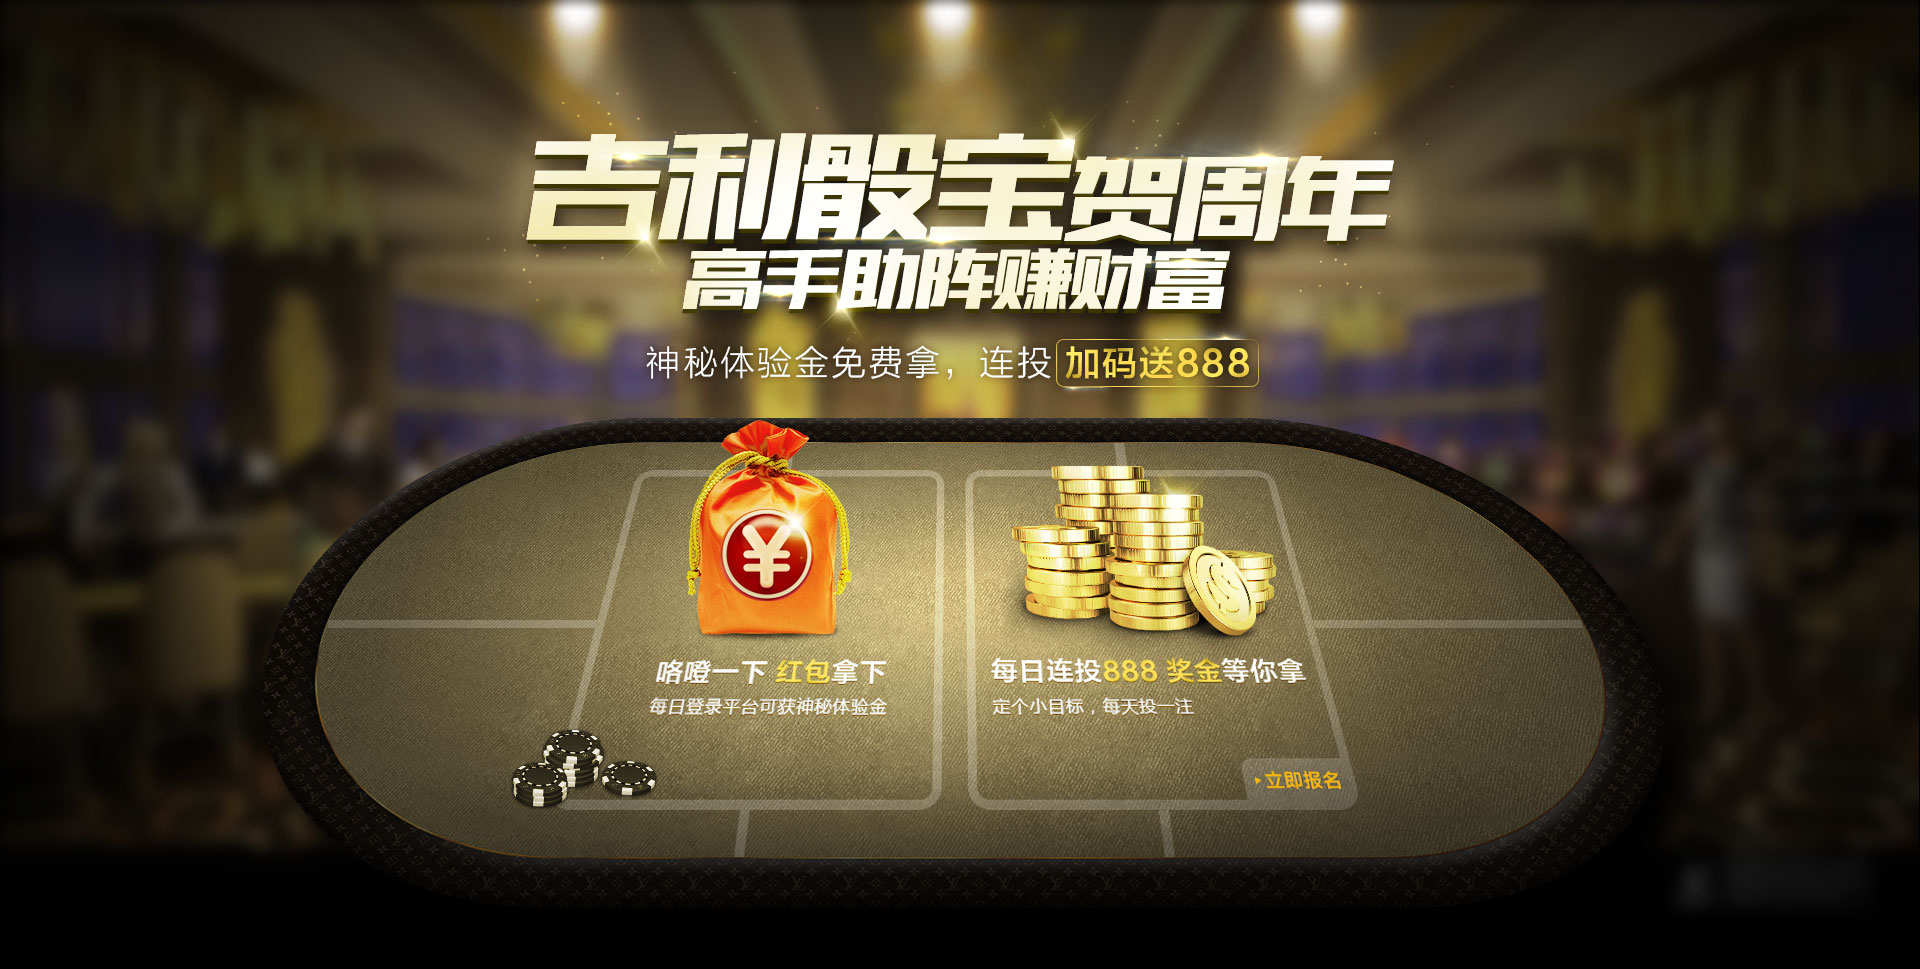 吉利骰宝贺周年
高手助阵赚财富
神秘体验金免费拿，连投加码送888
¥
$
咯噔一下 红包拿下
每日登录平台可获神秘体验金
每日连投888 奖金等你拿
定个小目标，每天投一注
立即报名